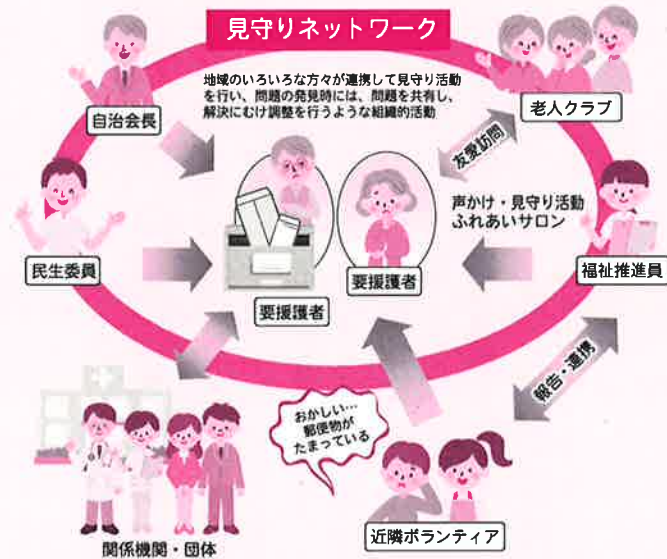 見守りネットワーク
地域のいろいろな方々が連携して見守り活動
を行い、問題の発見時には、問題を共有し、
解決にむけ調整を行うような組織的活動
自治会長
老人クラブ
友愛訪問
声かけ・見守り活動
ふれあいサロン
民生委員
要援護者
要援護者
福祉推進員
報告・連携
おかしい…
郵便物が
たまっている
関係機関・団体
近隣ボランティア